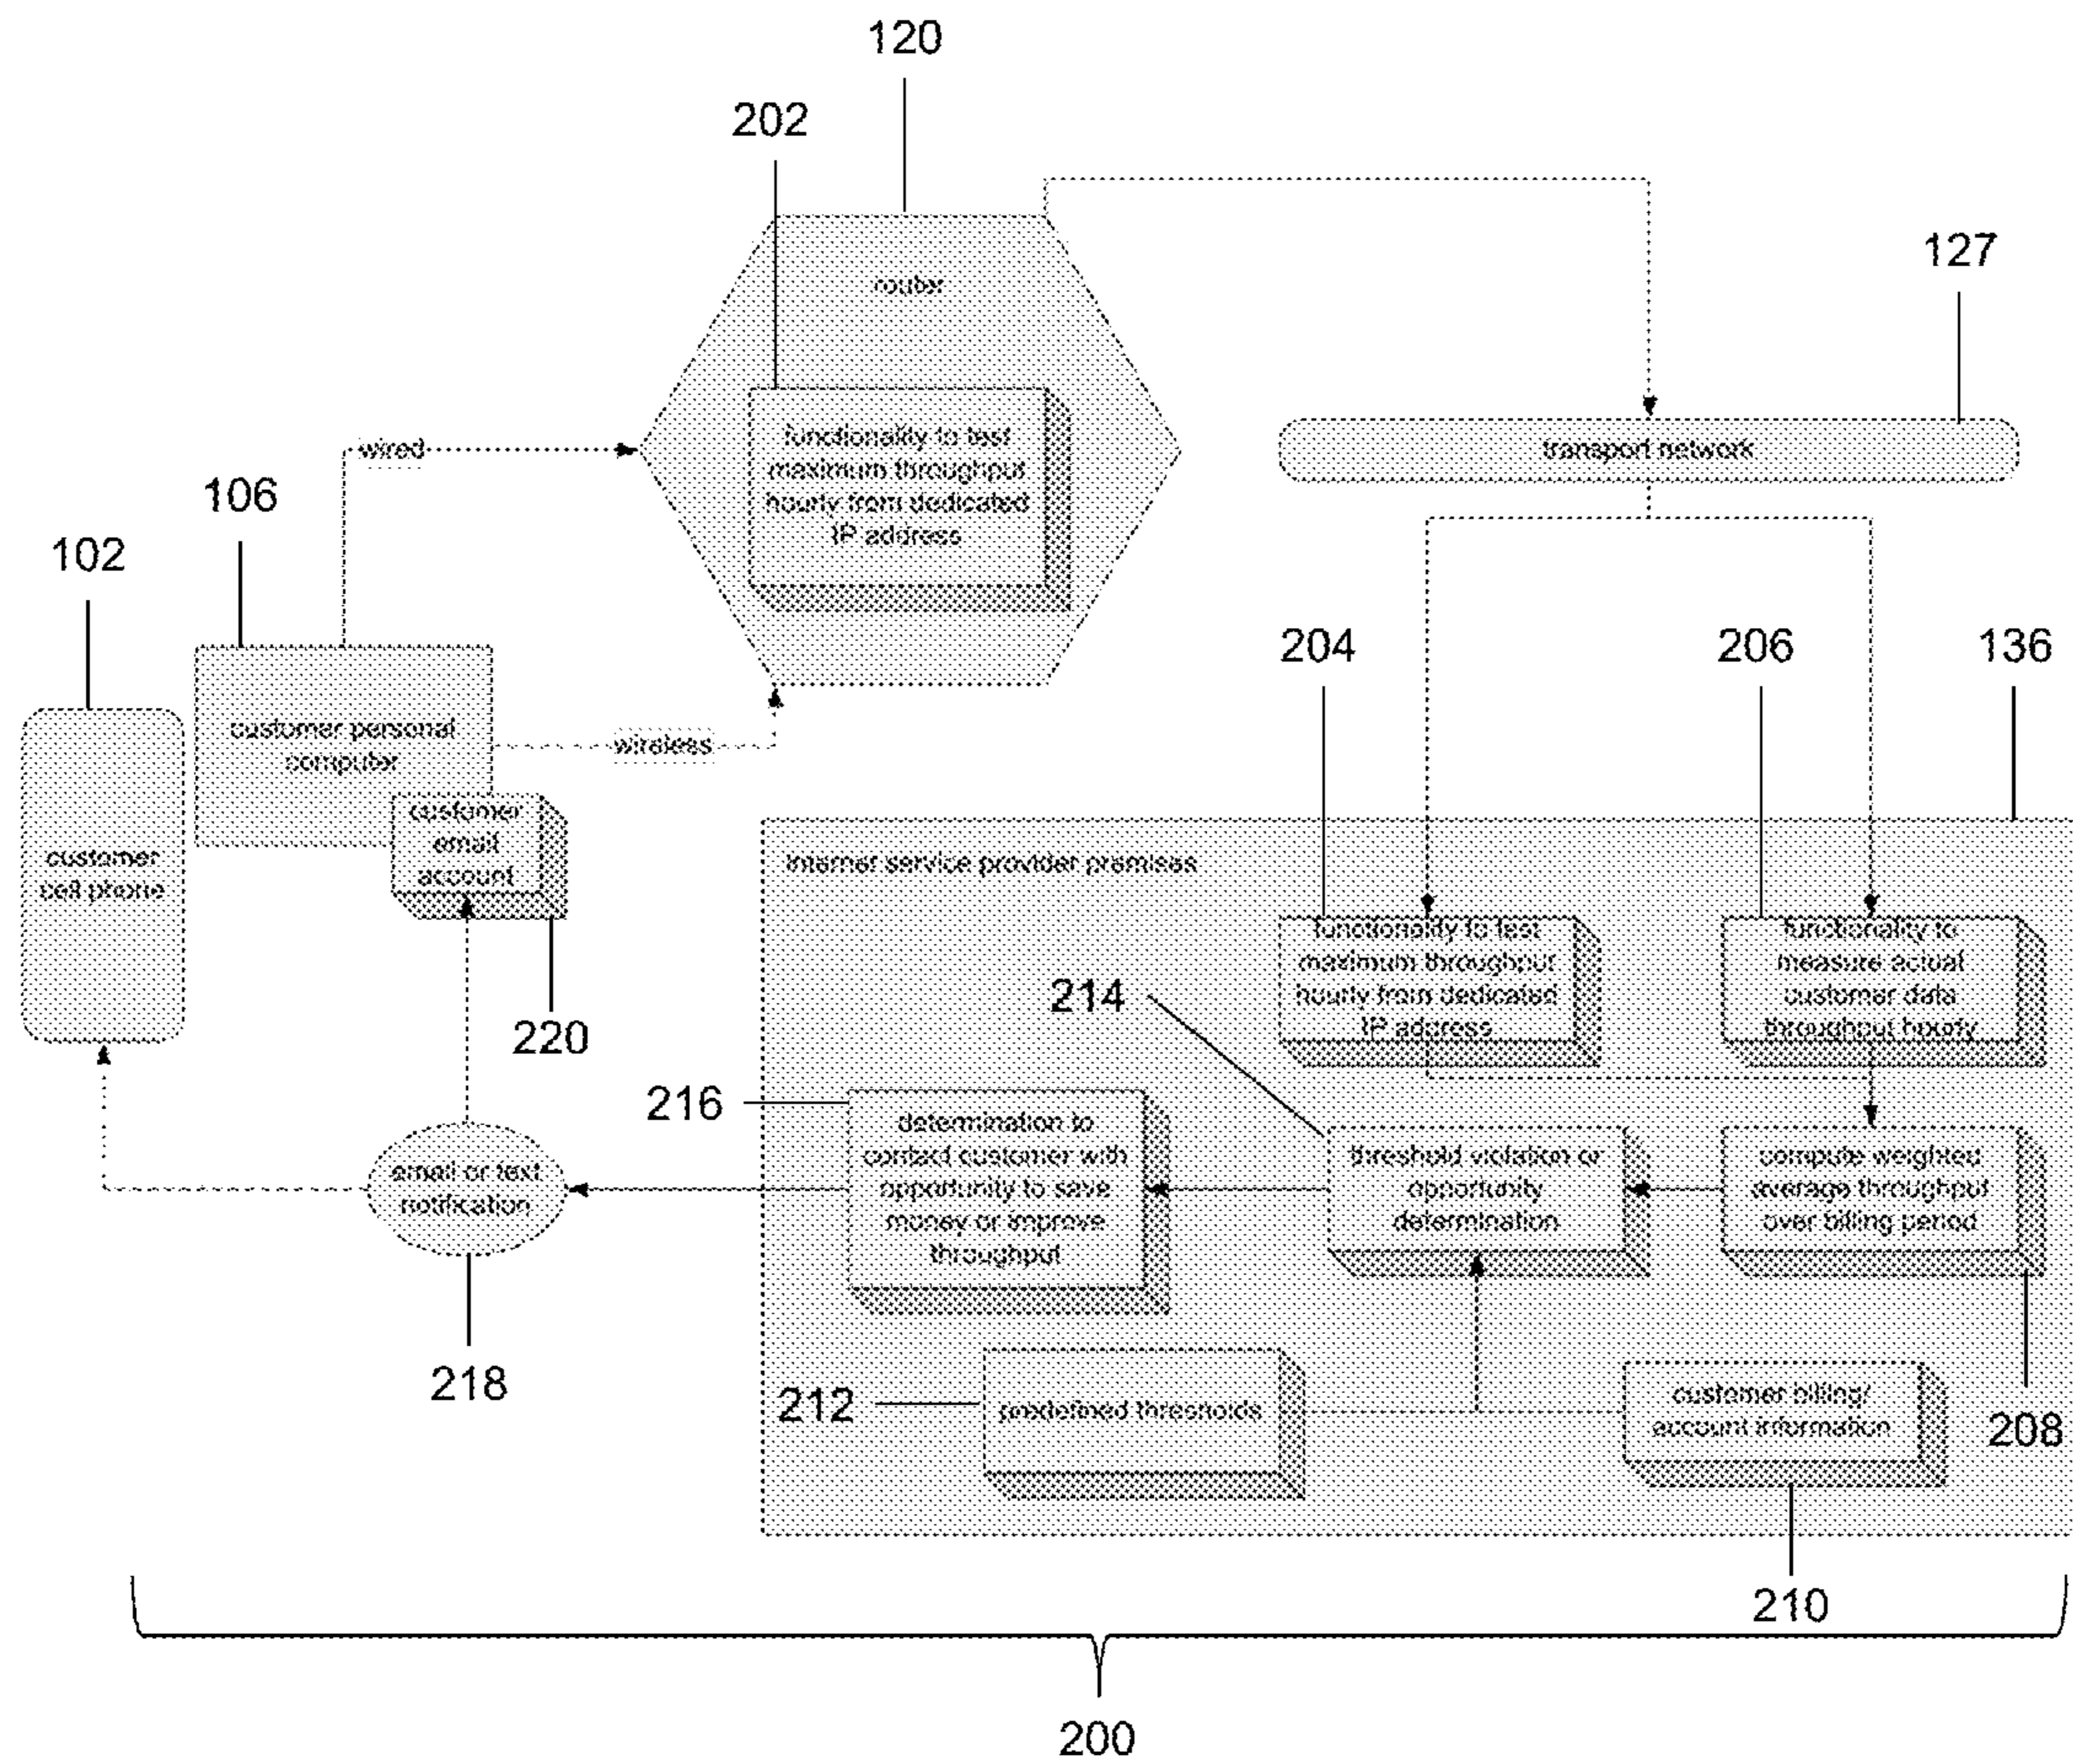 120
202
router
127
functionality to test
maximum throughput
hourly from dedicated
IP address
wired
transport network
106
102
204
206
136
customer personal
computer
wireless
customer
email
account
customer
cell phone
internet service provider premises
functionality to test
maximum throughput
hourly from dedicated
IP address
functionality to
measure actual
customer data
throughput hourly
214
220
216
determination to
contact customer with
opportunity to save
money or improve
throughput
threshold violation or
opportunity
determination
compute weighted
average throughput
over billing period
email or text
notification
218
212
predefined thresholds
customer billing/
account information
208
210
200